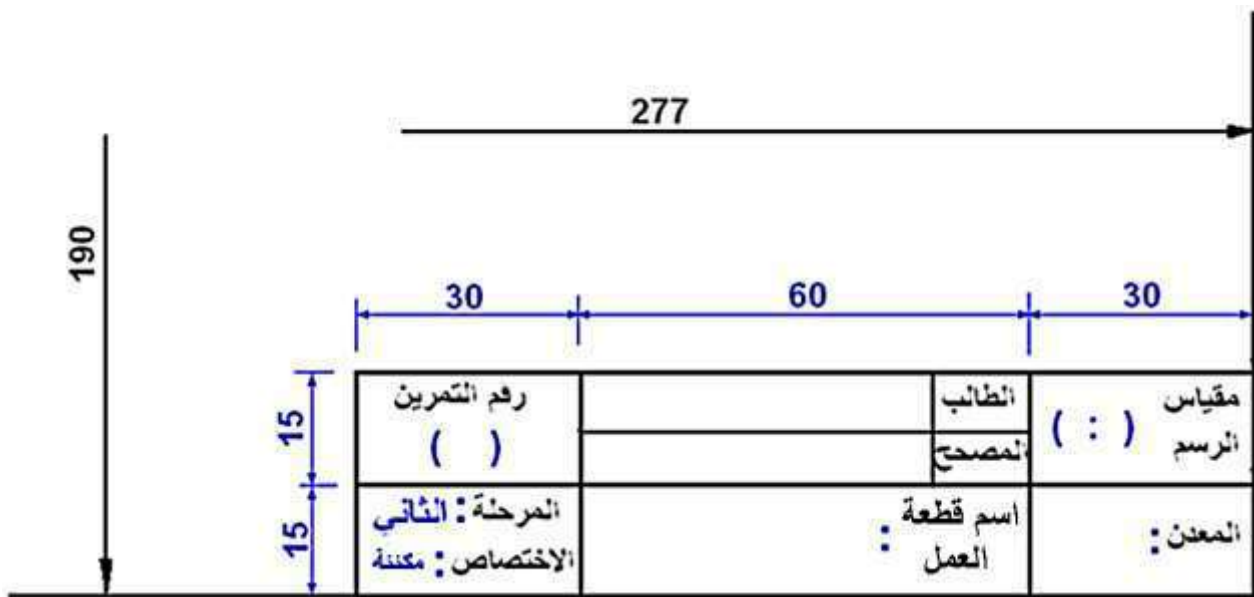 277
190
30
60
30
مقياس
الرسم ( : )
الطالب
المصحح
رقم التمرين
( )
15
المعدن :
اسم قطعة
العمل :
المرحلة : الثاني
الاختصاص : مكننة
15